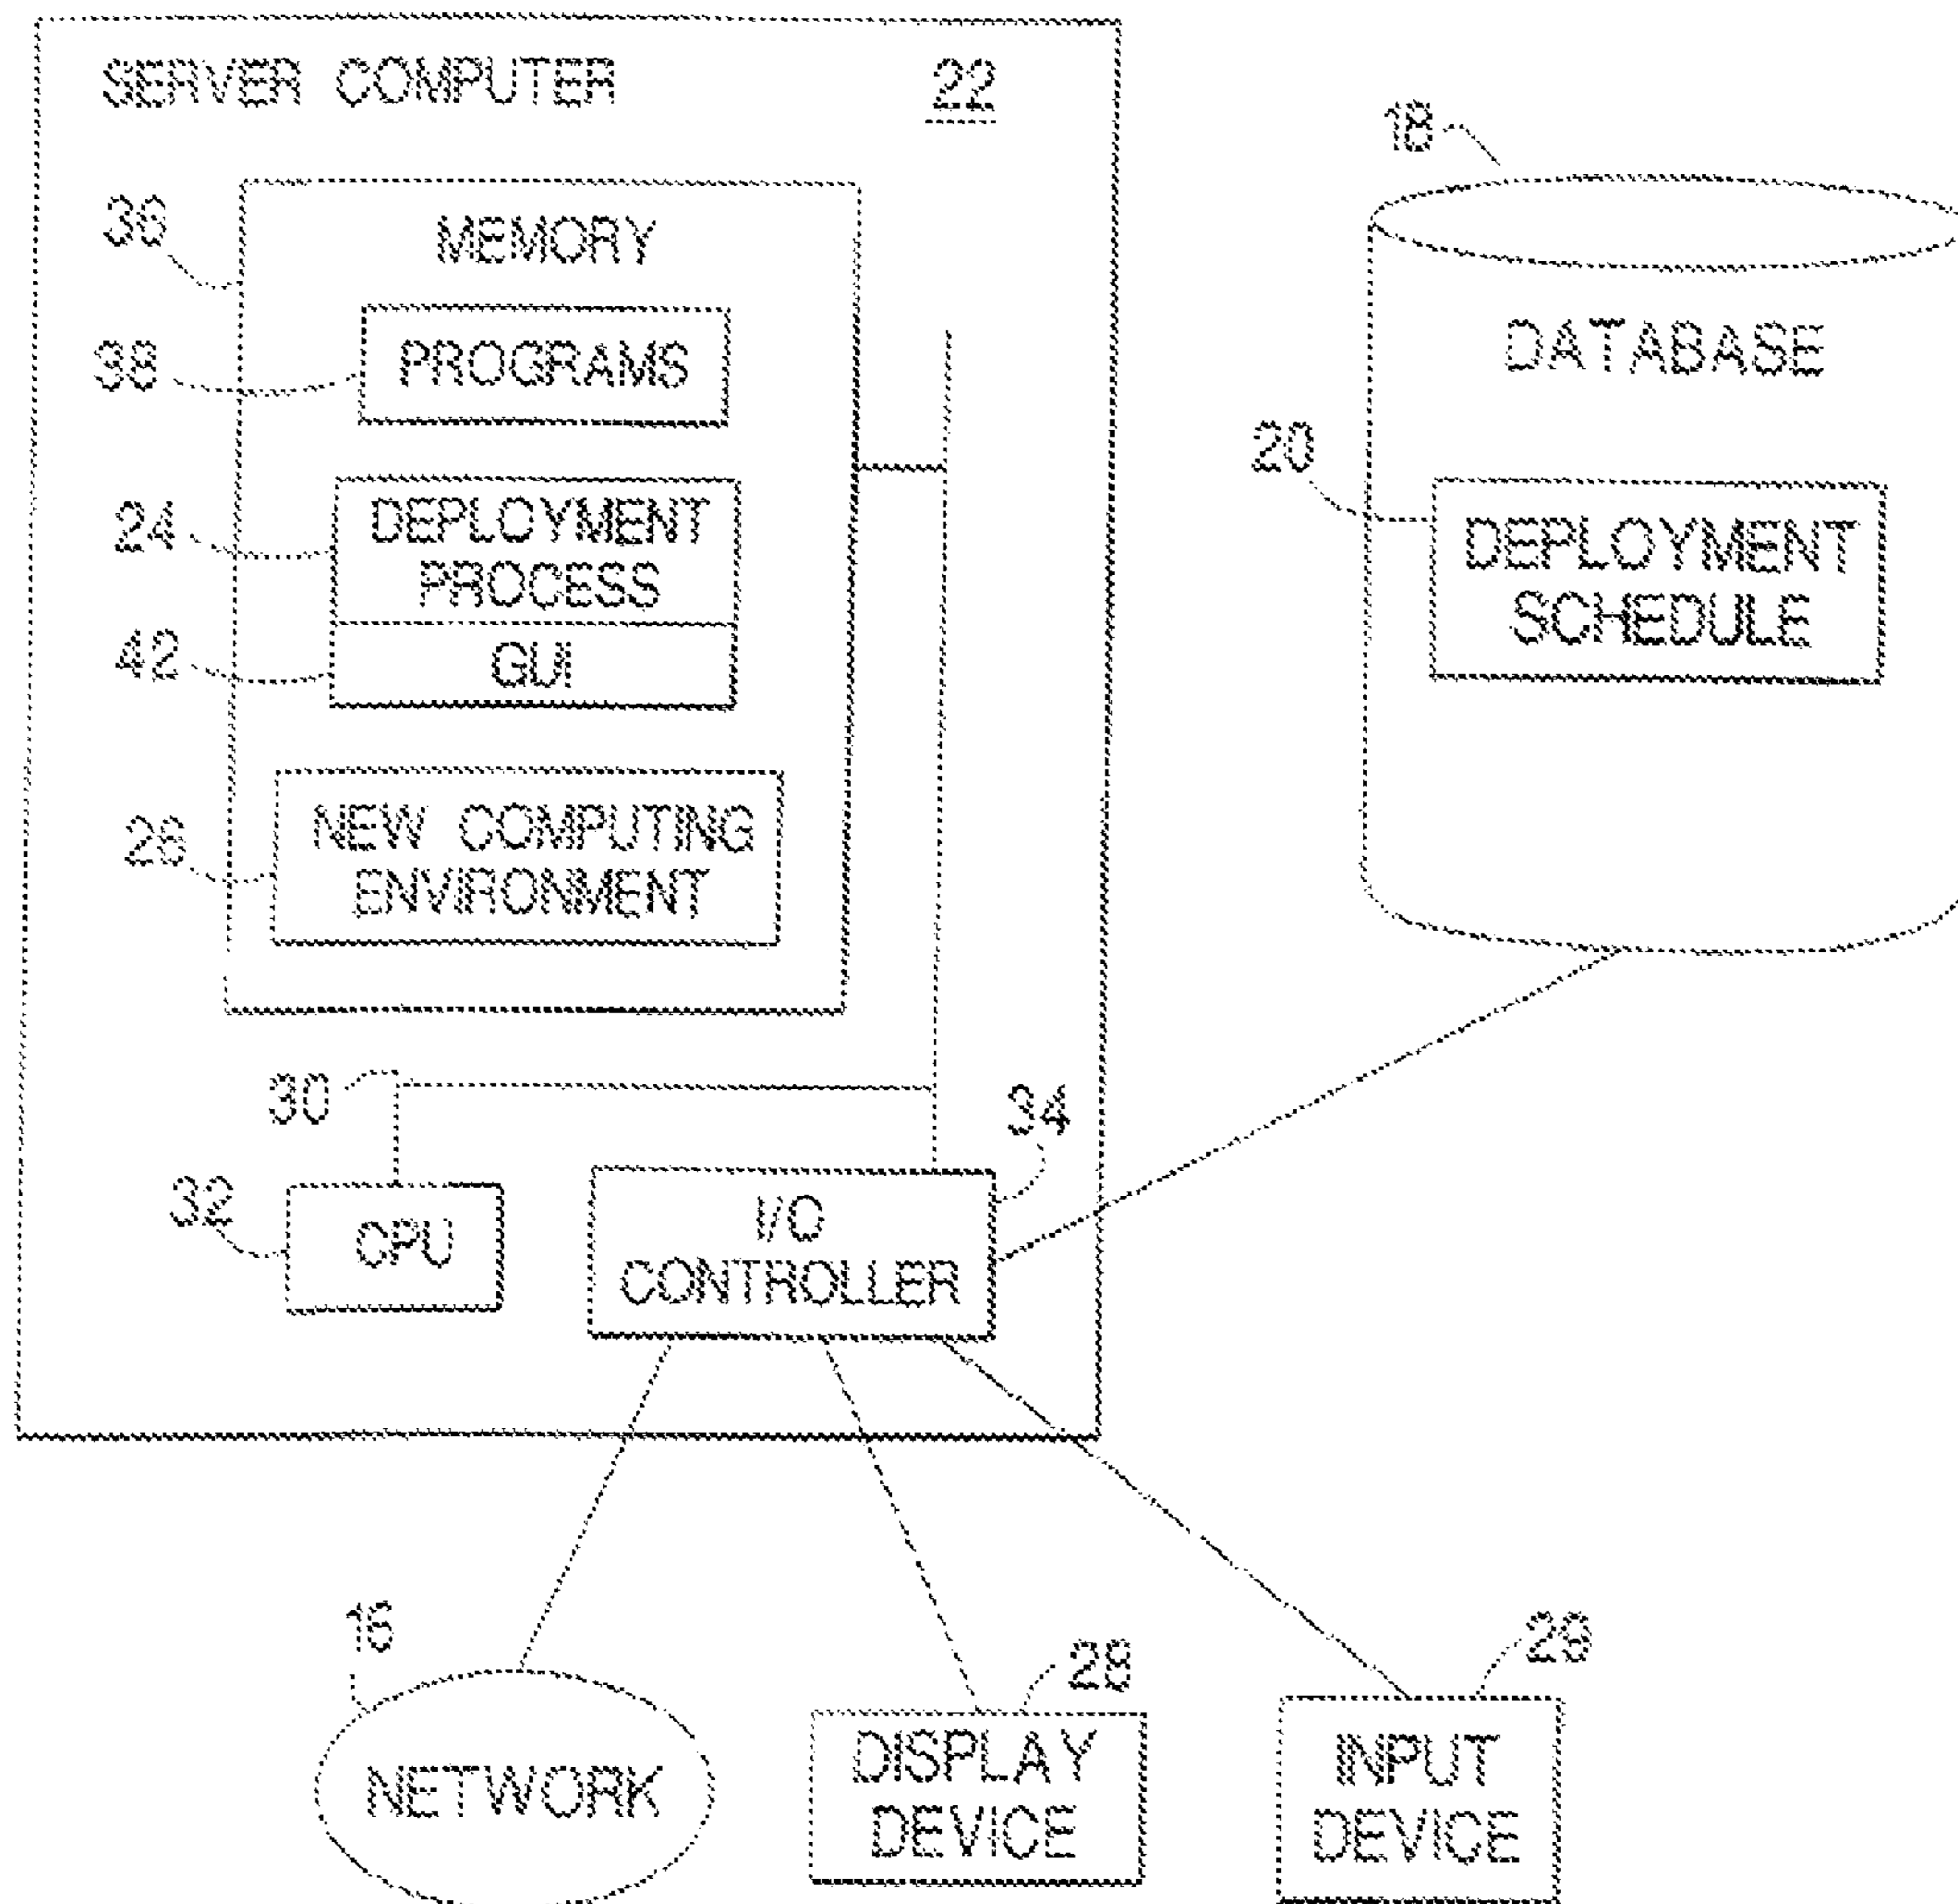 SERVER COMPUTER 22
36
MEMORY
38
PROGRAMS
24
DEPLOYMENT
PROCESS
42
GUI
26
NEW COMPUTING
ENVIRONMENT
30
32
CPU
34
I/O
CONTROLLER
18
DATABASE
20
DEPLOYMENT
SCHEDULE
16
NETWORK
28
DISPLAY
DEVICE
29
INPUT
DEVICE